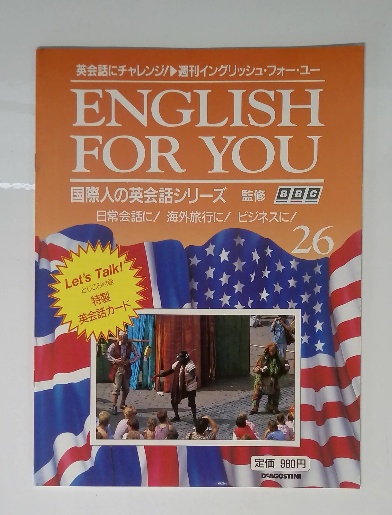 英会話にチャレンジ!▶週刊イングリッシュ・フォー・ユー
ENGLISH
FOR YOU
国際人の英会話シリーズ 監修 BBC
日常会話に! 海外旅行に! ビジネスに!
26
Let's Talk!
特製
英会話カード
定価 980円
DEAGOSTINI